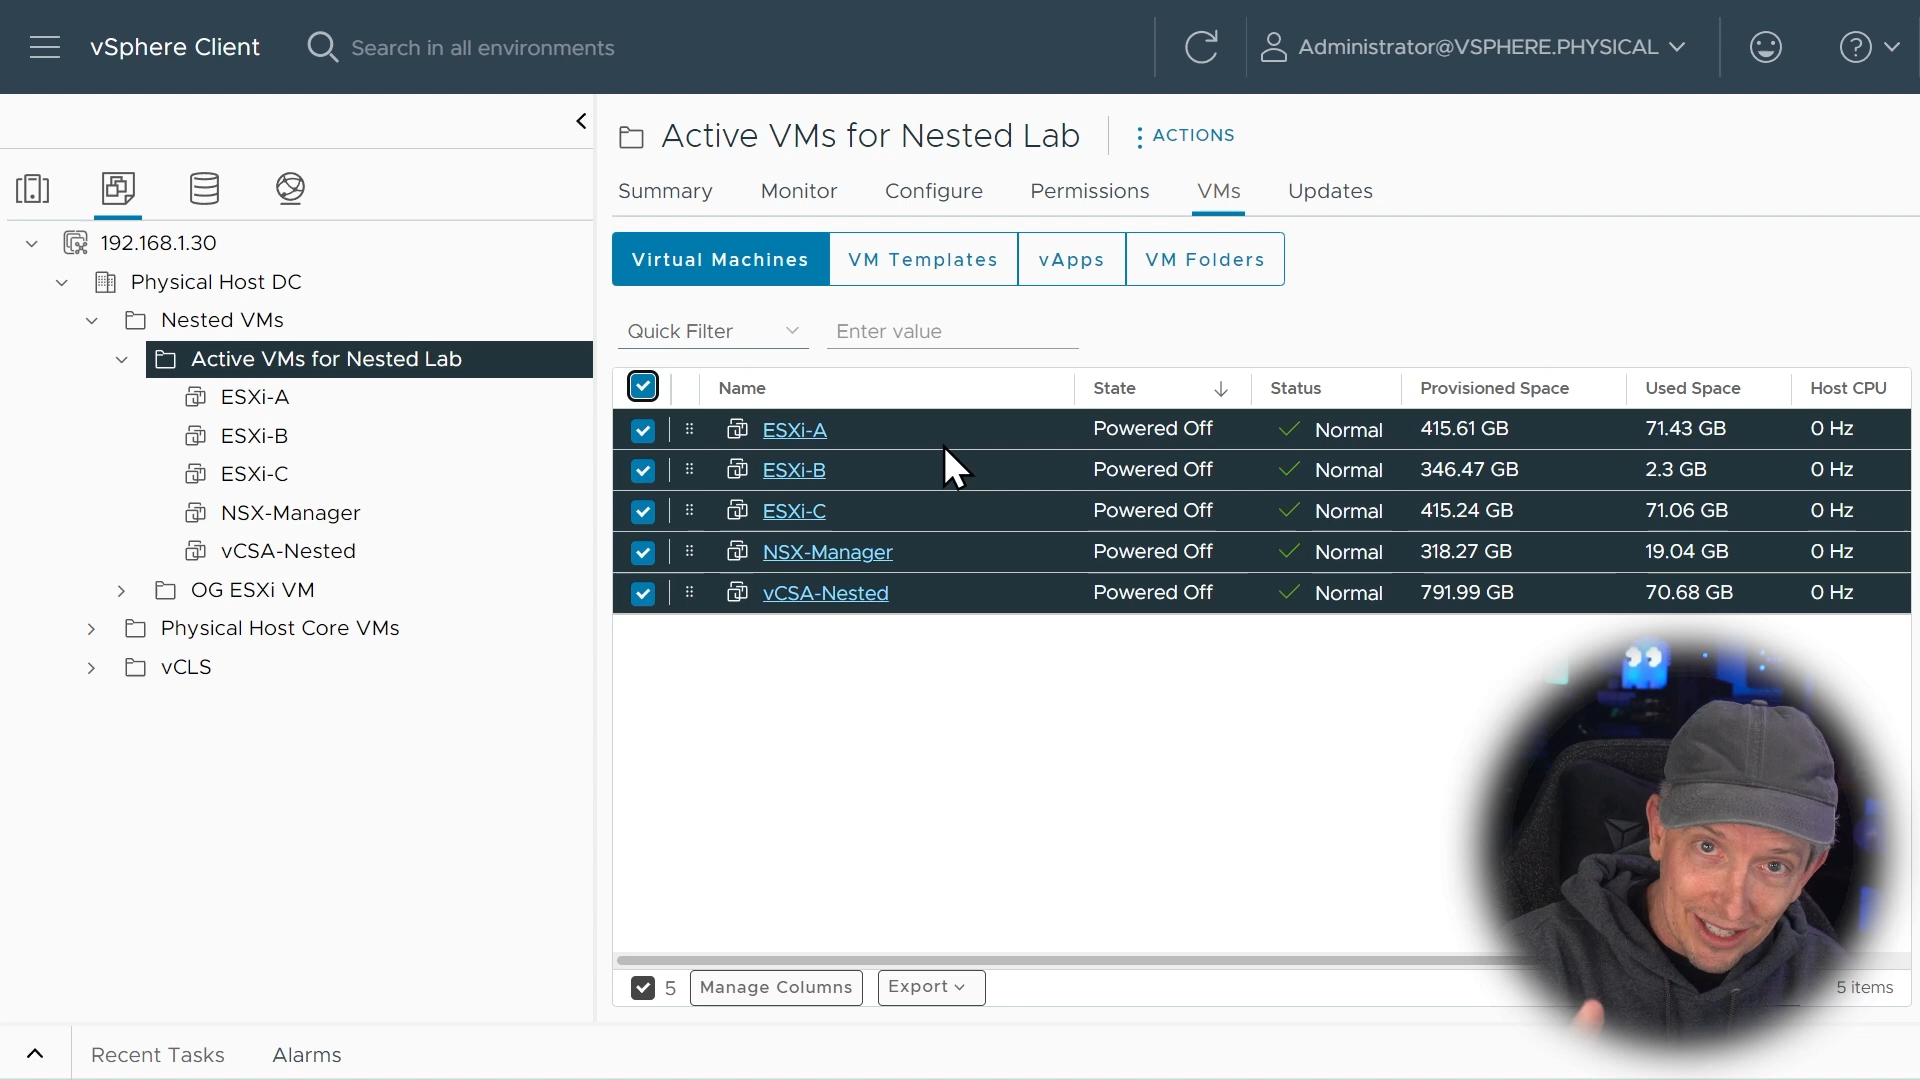 vSphere Client
Search in all environments
Administrator@VSPHERE.PHYSICAL
192.168.1.30
Physical Host DC
Nested VMs
Active VMs for Nested Lab
ESXi-A
ESXi-B
ESXi-C
NSX-Manager
vCSA-Nested
OG ESXi VM
Physical Host Core VMs
vCLS
Active VMs for Nested Lab
ACTIONS
Summary Monitor Configure Permissions VMs Updates
Virtual Machines VM Templates vApps VM Folders
Quick Filter Enter value
Name State Status Provisioned Space Used Space Host CPU
ESXi-A Powered Off Normal 415.61 GB 71.43 GB 0 Hz
ESXi-B Powered Off Normal 346.47 GB 2.3 GB 0 Hz
ESXi-C Powered Off Normal 415.24 GB 71.06 GB 0 Hz
NSX-Manager Powered Off Normal 318.27 GB 19.04 GB 0 Hz
vCSA-Nested Powered Off Normal 791.99 GB 70.68 GB 0 Hz
5 Manage Columns Export 5 items
Recent Tasks Alarms